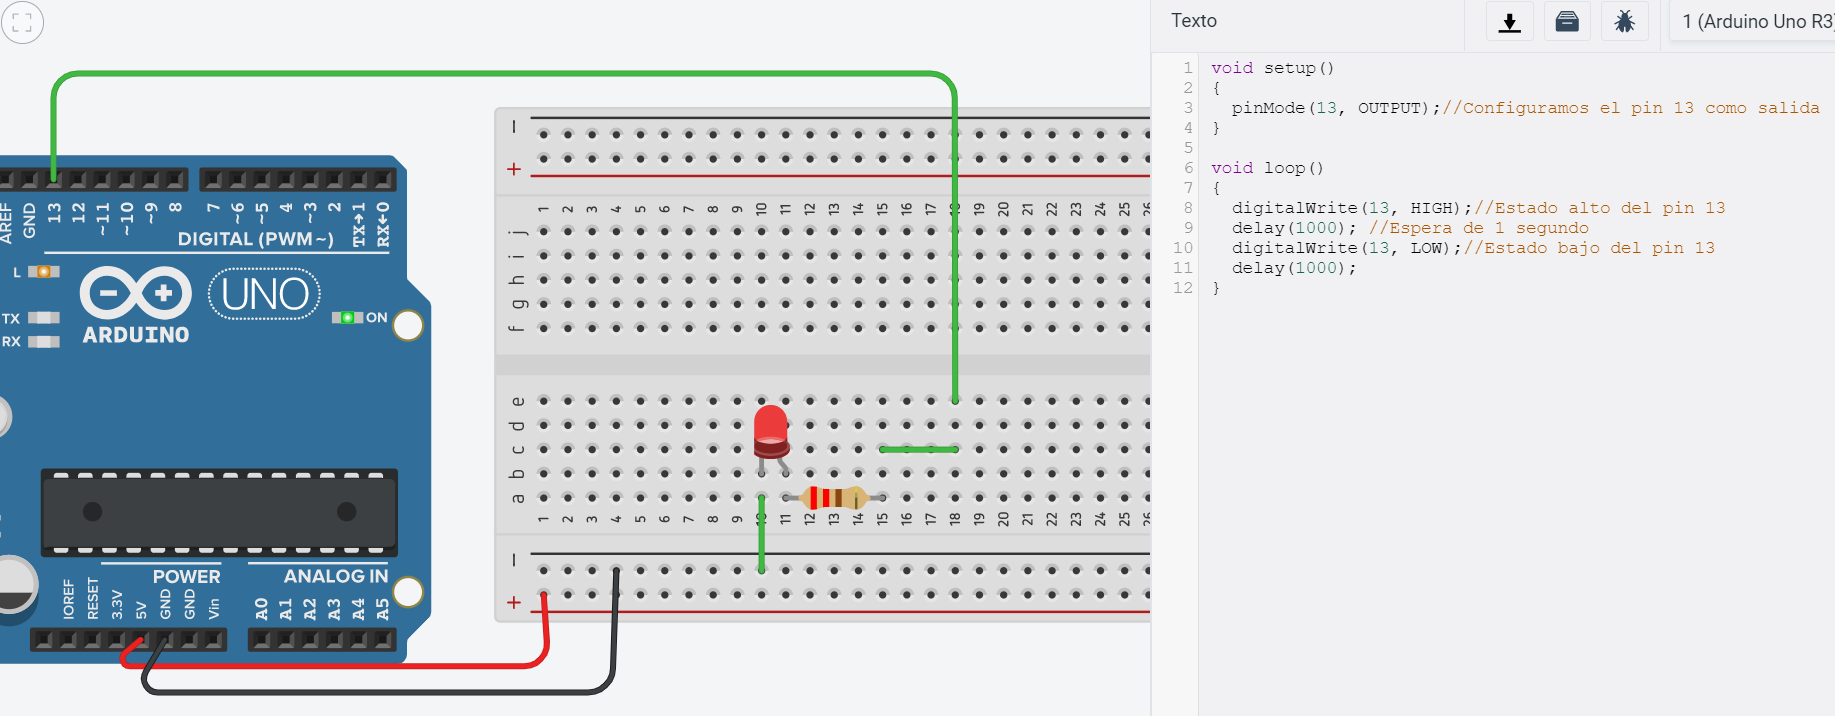 Texto
1 (Arduino Uno R3)
1 void setup()
2 {
3 pinMode(13, OUTPUT);//Configuramos el pin 13 como salida
4 }
5
6 void loop()
7 {
8 digitalWrite(13, HIGH);//Estado alto del pin 13
9 delay(1000); //Espera de 1 segundo
10 digitalWrite(13, LOW);//Estado bajo del pin 13
11 delay(1000);
12 }
AREF GND 13 12 ~11 ~10 ~9 8 7 ~6 ~5 4 ~3 2 TX→1 RX←0
DIGITAL (PWM~)
L
TX
RX
UNO
ARDUINO
ON
POWER
ANALOG IN
IOREF RESET 3.3V 5V GND GND Vin A0 A1 A2 A3 A4 A5
− +
1 2 3 4 5 6 7 8 9 10 11 12 13 14 15 16 17 18 19 20 21 22 23 24 25 26
j
i
h
g
f
e
d
c
b
a
1 2 3 4 5 6 7 8 9 10 11 12 13 14 15 16 17 18 19 20 21 22 23 24 25 26
− +